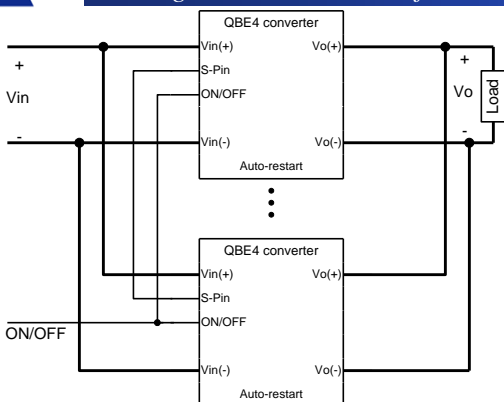 QBE4 converter
Vin(+)
Vo(+)
+
Vin
-
S-Pin
ON/OFF
+
Vo
-
Load
Vin(-)
Vo(-)
Auto-restart
QBE4 converter
Vin(+)
Vo(+)
S-Pin
ON/OFF
ON/OFF
Vin(-)
Vo(-)
Auto-restart